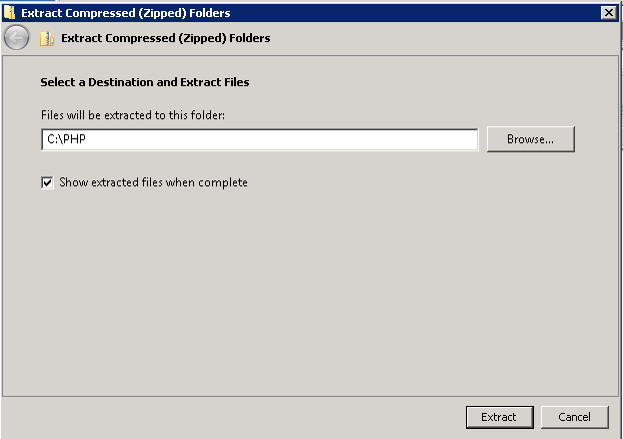 Extract Compressed (Zipped) Folders
Extract Compressed (Zipped) Folders
Select a Destination and Extract Files
Files will be extracted to this folder:
C:\PHP
Browse...
Show extracted files when complete
Extract
Cancel